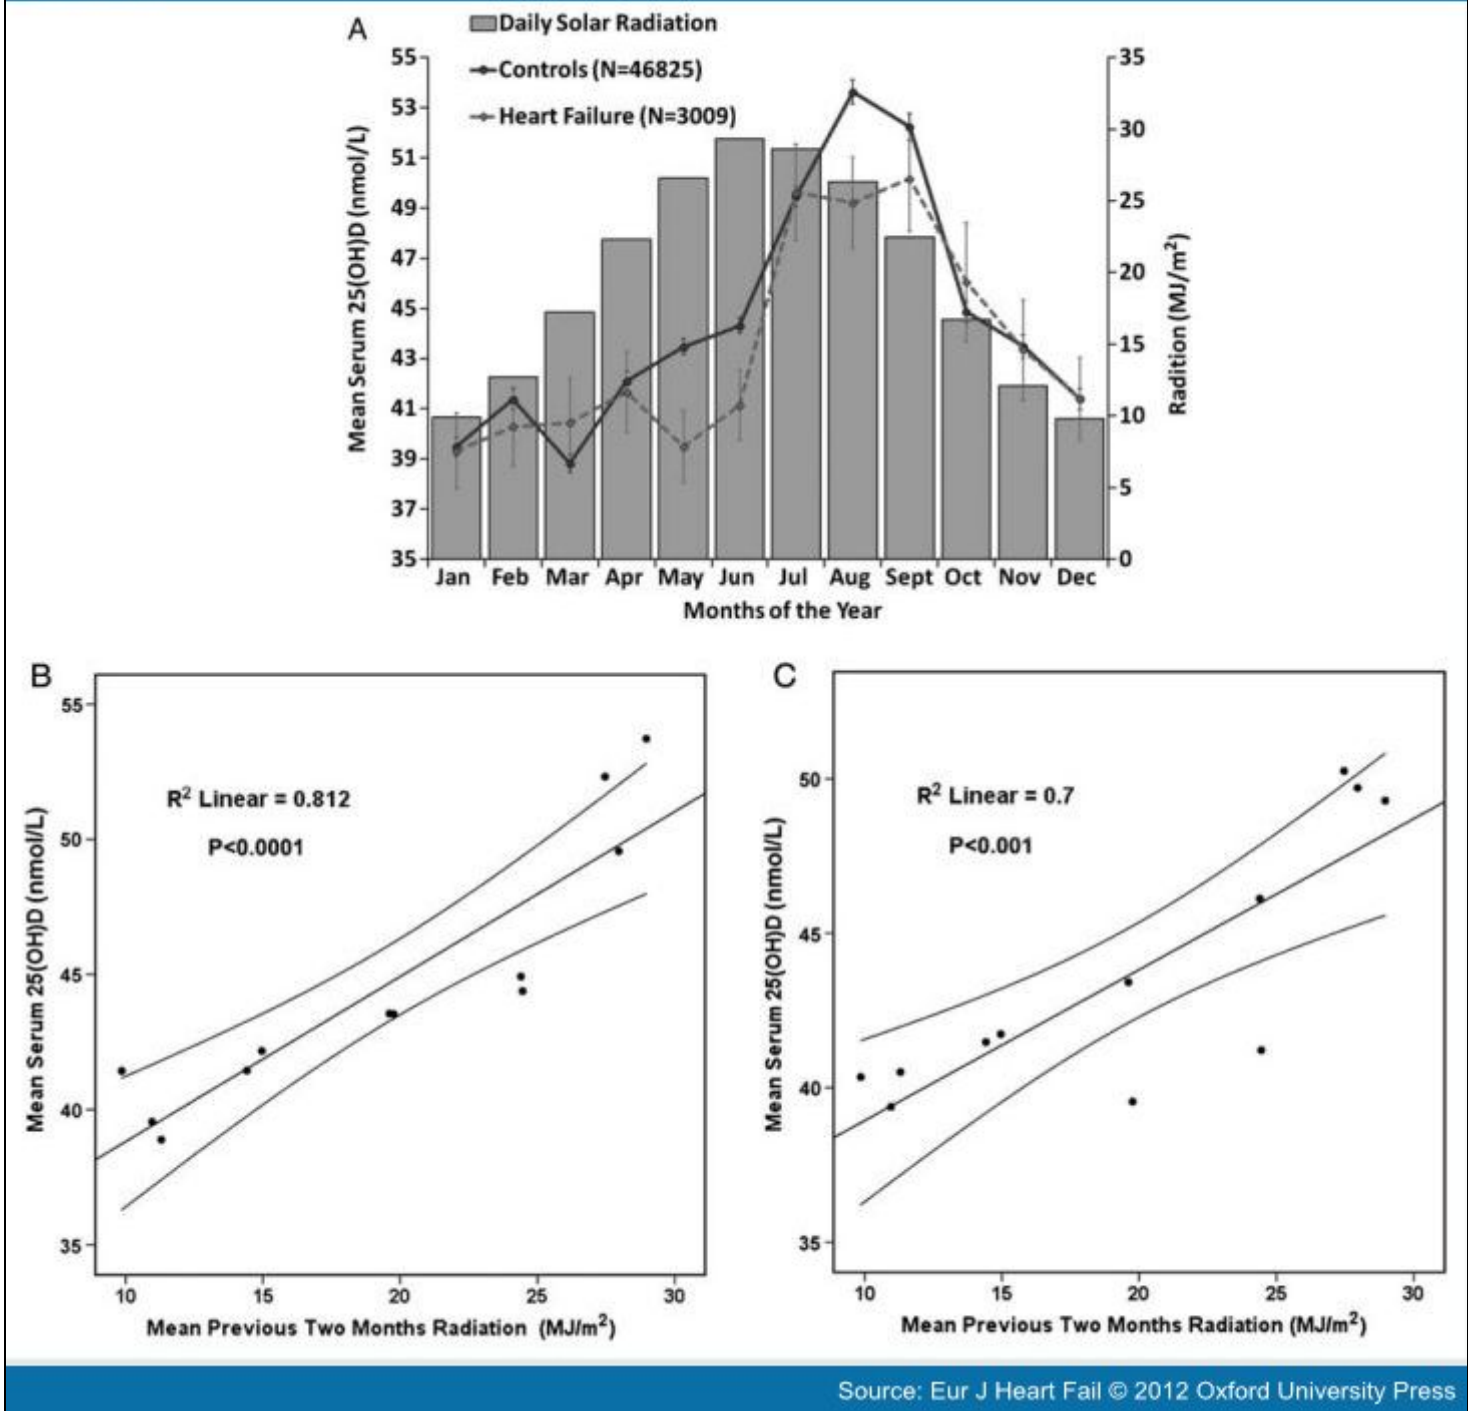 A
Daily Solar Radiation
Controls (N=46825)
Heart Failure (N=3009)
55
53
51
49
47
45
43
41
39
37
35
Mean Serum 25(OH)D (nmol/L)
35
30
25
20
15
10
5
0
Radition (MJ/m²)
Jan Feb Mar Apr May Jun Jul Aug Sept Oct Nov Dec
Months of the Year
B
55
50
45
40
35
Mean Serum 25(OH)D (nmol/L)
R² Linear = 0.812
P<0.0001
10 15 20 25 30
Mean Previous Two Months Radiation (MJ/m²)
C
50
45
40
35
Mean Serum 25(OH)D (nmol/L)
R² Linear = 0.7
P<0.001
10 15 20 25 30
Mean Previous Two Months Radiation (MJ/m²)
Source: Eur J Heart Fail © 2012 Oxford University Press